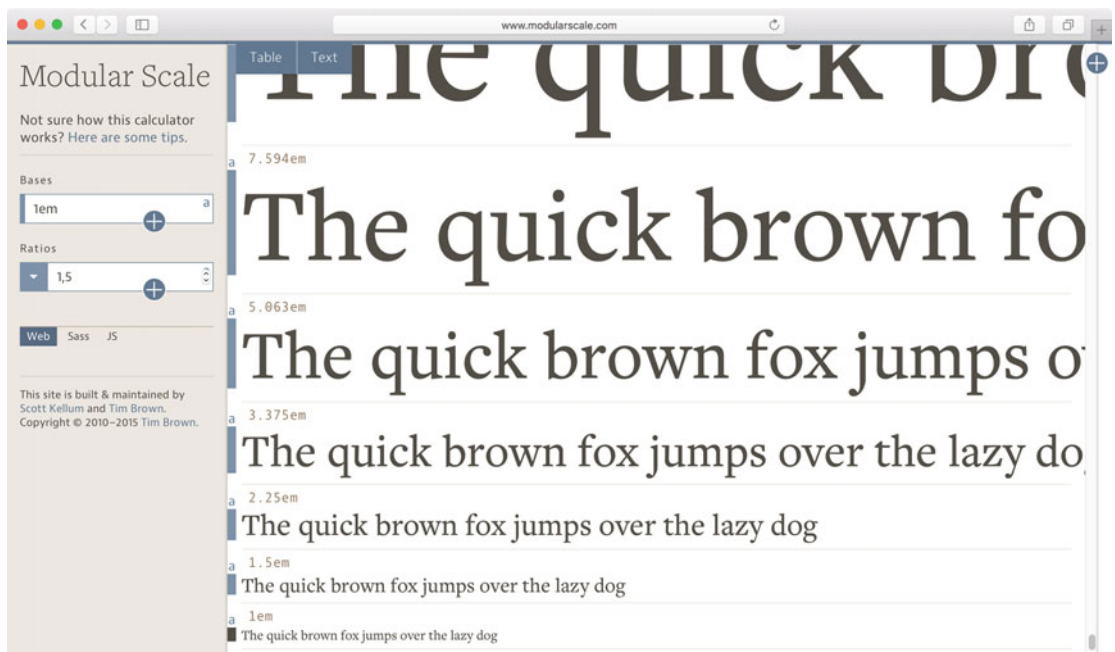 www.modularscale.com
Modular Scale
Not sure how this calculator
works? Here are some tips.
Bases
1em
a
Ratios
1,5
Web Sass JS
This site is built & maintained by
Scott Kellum and Tim Brown.
Copyright © 2010–2015 Tim Brown.
Table Text
The quick bro
a 7.594em
The quick brown fo
a 5.063em
The quick brown fox jumps o
a 3.375em
The quick brown fox jumps over the lazy do
a 2.25em
The quick brown fox jumps over the lazy dog
a 1.5em
The quick brown fox jumps over the lazy dog
a 1em
The quick brown fox jumps over the lazy dog